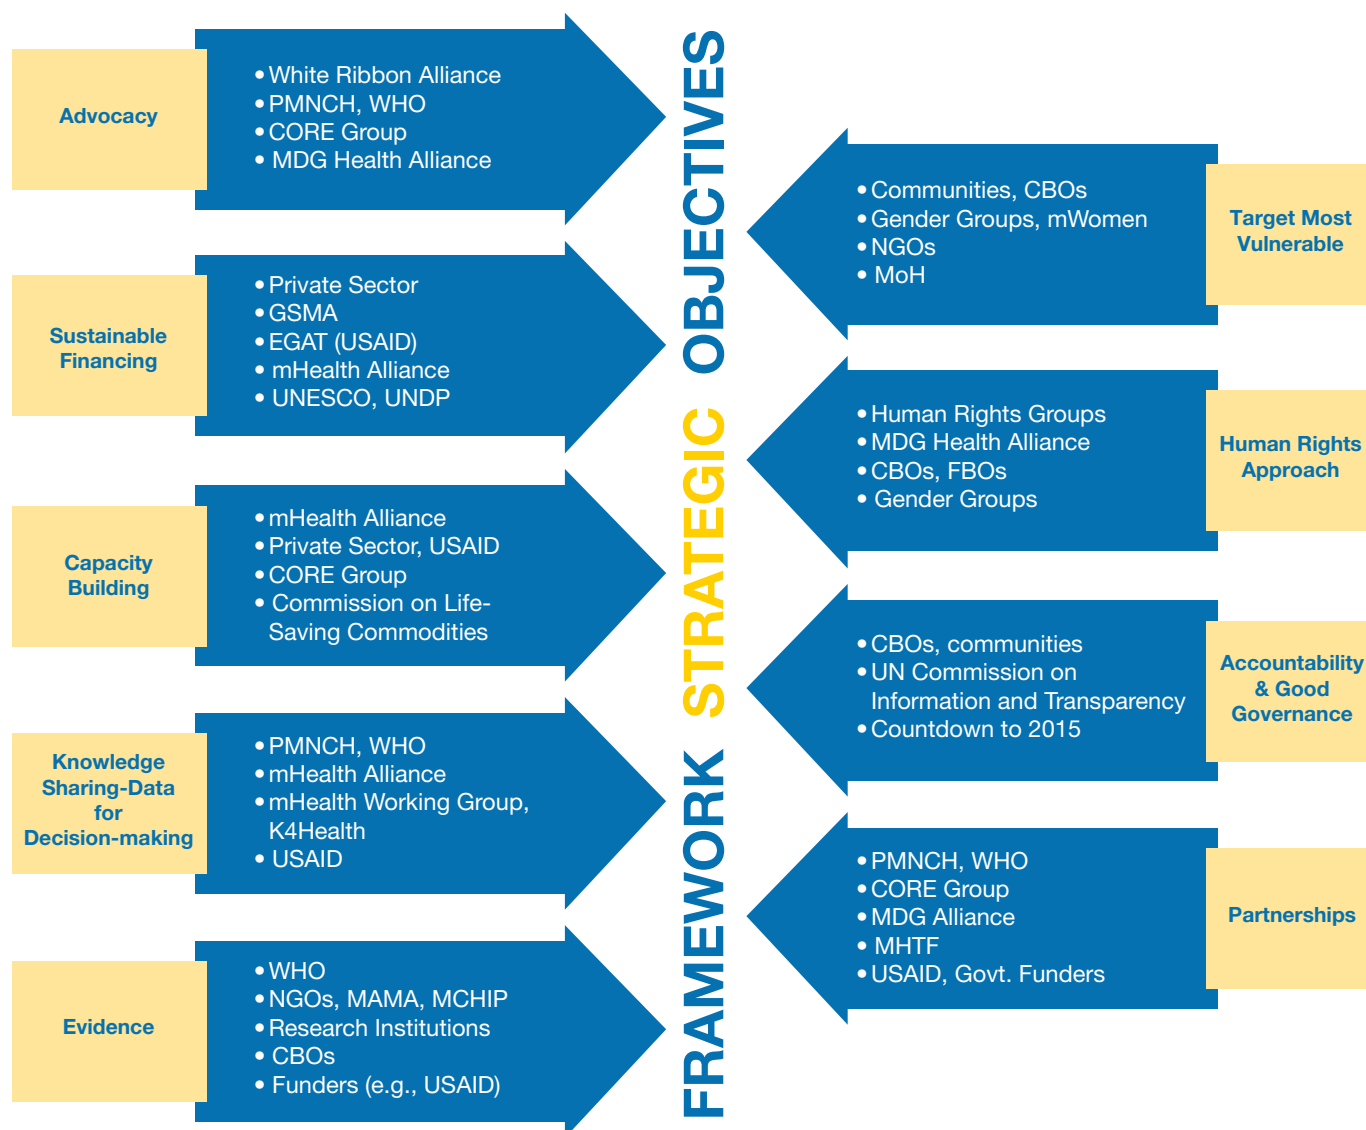 Advocacy
• White Ribbon Alliance
• PMNCH, WHO
• CORE Group
• MDG Health Alliance
Sustainable
Financing
• Private Sector
• GSMA
• EGAT (USAID)
• mHealth Alliance
• UNESCO, UNDP
Capacity
Building
• mHealth Alliance
• Private Sector, USAID
• CORE Group
• Commission on Life-
Saving Commodities
Knowledge
Sharing-Data
for
Decision-making
• PMNCH, WHO
• mHealth Alliance
• mHealth Working Group,
K4Health
• USAID
Evidence
• WHO
• NGOs, MAMA, MCHIP
• Research Institutions
• CBOs
• Funders (e.g., USAID)
FRAMEWORK STRATEGIC OBJECTIVES
• Communities, CBOs
• Gender Groups, mWomen
• NGOs
• MoH
Target Most
Vulnerable
• Human Rights Groups
• MDG Health Alliance
• CBOs, FBOs
• Gender Groups
Human Rights
Approach
• CBOs, communities
• UN Commission on
Information and Transparency
• Countdown to 2015
Accountability
& Good
Governance
• PMNCH, WHO
• CORE Group
• MDG Alliance
• MHTF
• USAID, Govt. Funders
Partnerships